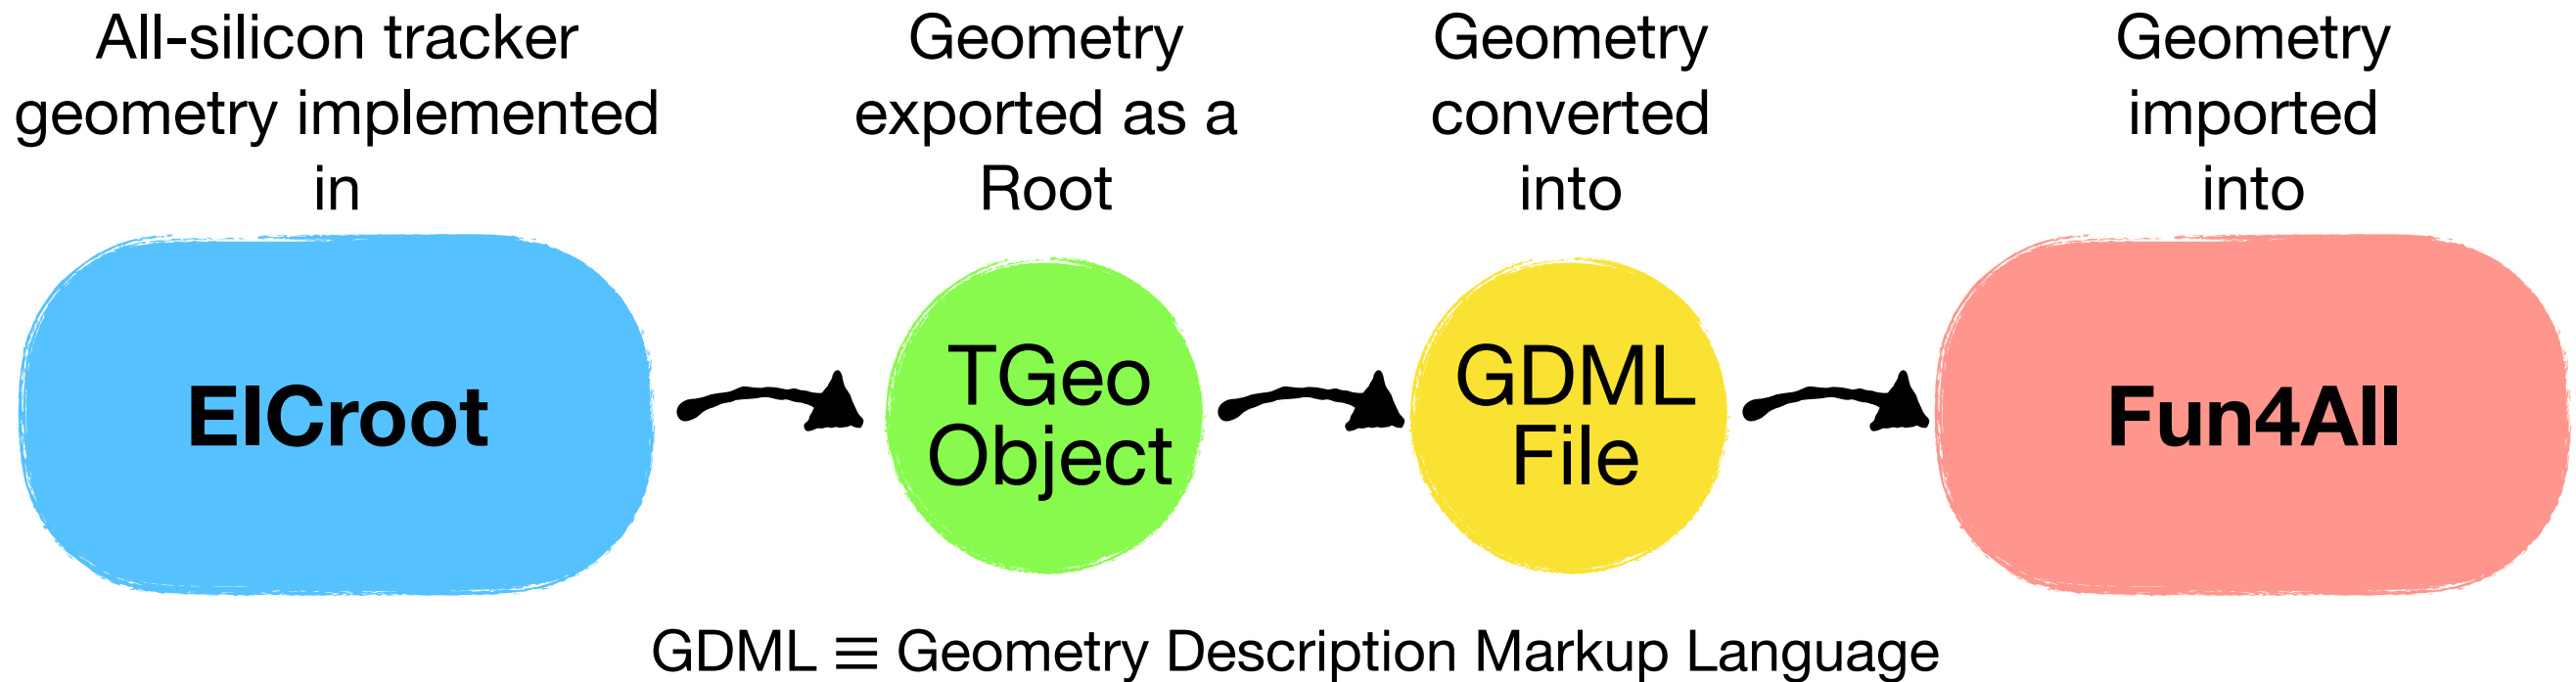 All-silicon tracker
geometry implemented
in
EICroot
Geometry
exported as a
Root
TGeo
Object
Geometry
converted
into
GDML
File
Geometry
imported
into
Fun4All
GDML ≡ Geometry Description Markup Language